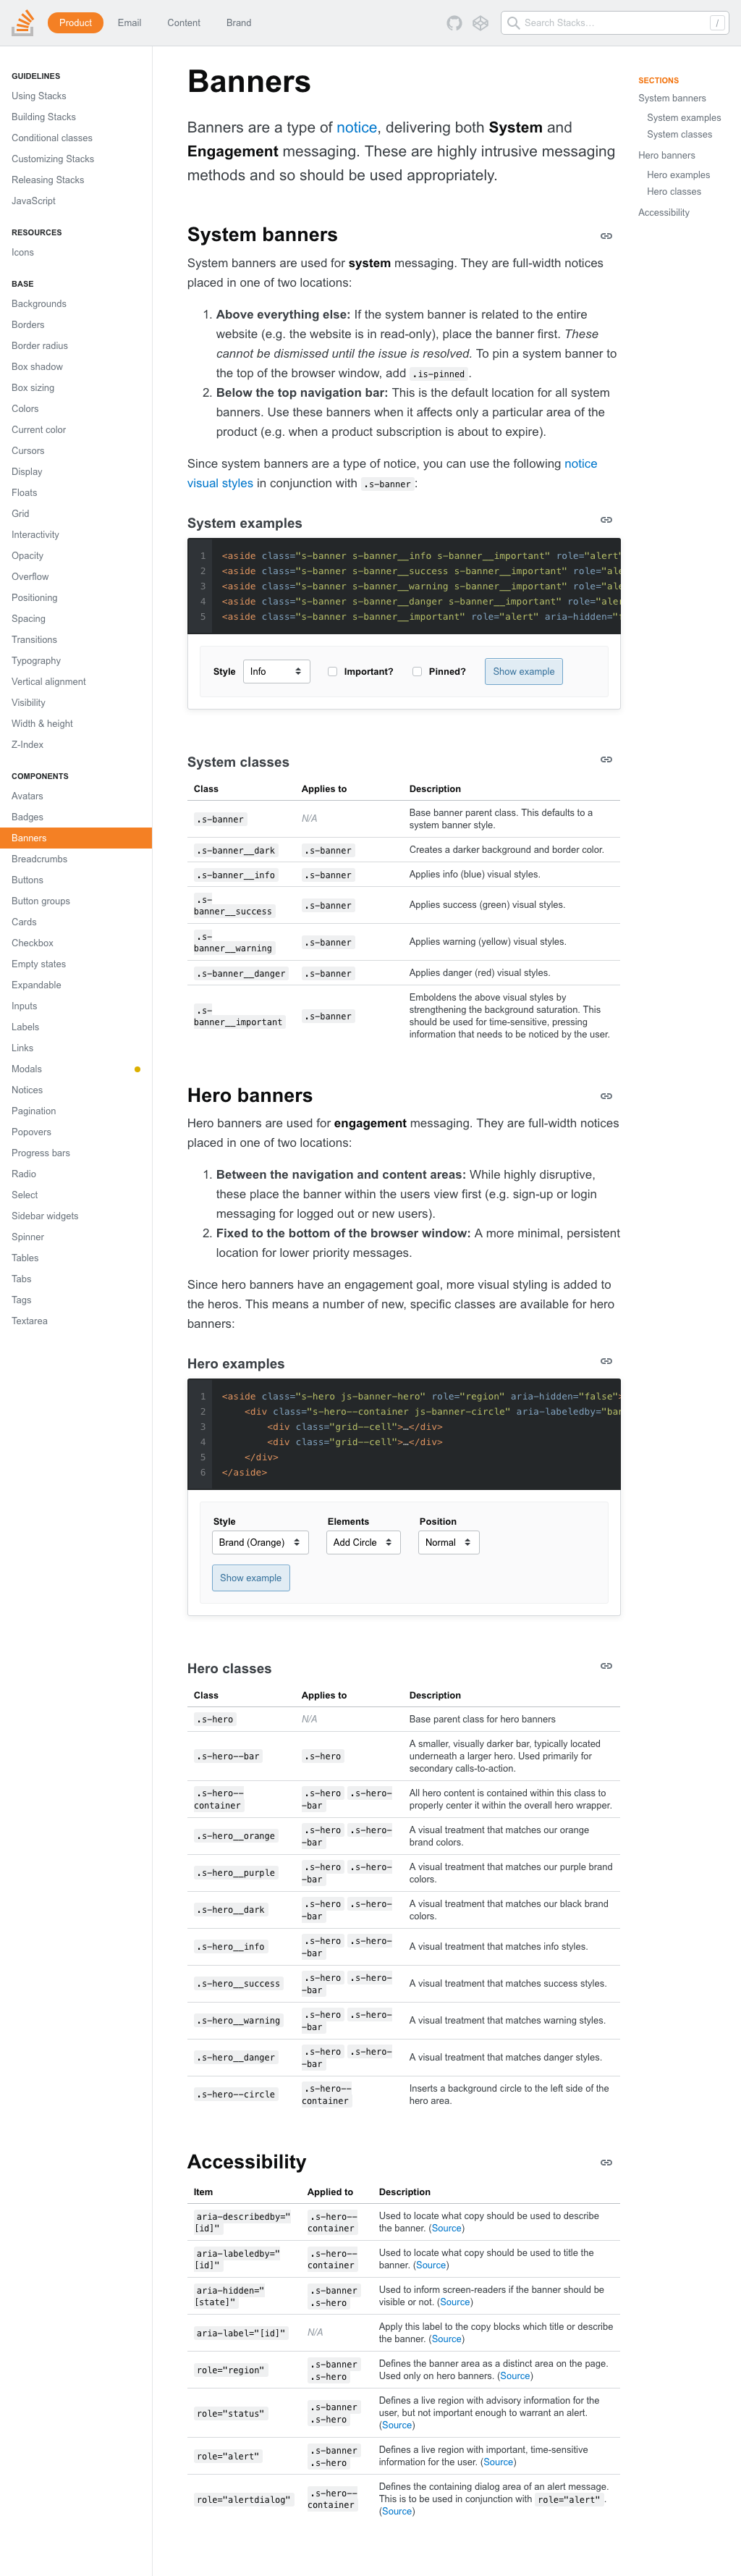 Product Email Content Brand Search Stacks… /
GUIDELINES
Using Stacks
Building Stacks
Conditional classes
Customizing Stacks
Releasing Stacks
JavaScript
RESOURCES
Icons
BASE
Backgrounds
Borders
Border radius
Box shadow
Box sizing
Colors
Current color
Cursors
Display
Floats
Grid
Interactivity
Opacity
Overflow
Positioning
Spacing
Transitions
Typography
Vertical alignment
Visibility
Width & height
Z-Index
COMPONENTS
Avatars
Badges
Banners
Breadcrumbs
Buttons
Button groups
Cards
Checkbox
Empty states
Expandable
Inputs
Labels
Links
Modals
Notices
Pagination
Popovers
Progress bars
Radio
Select
Sidebar widgets
Spinner
Tables
Tabs
Tags
Textarea
Banners
Banners are a type of notice, delivering both System and
Engagement messaging. These are highly intrusive messaging
methods and so should be used appropriately.
System banners
System banners are used for system messaging. They are full-width notices
placed in one of two locations:
1. Above everything else: If the system banner is related to the entire
website (e.g. the website is in read-only), place the banner first. These
cannot be dismissed until the issue is resolved. To pin a system banner to
the top of the browser window, add .is-pinned.
2. Below the top navigation bar: This is the default location for all system
banners. Use these banners when it affects only a particular area of the
product (e.g. when a product subscription is about to expire).
Since system banners are a type of notice, you can use the following notice
visual styles in conjunction with .s-banner:
System examples
1 <aside class="s-banner s-banner__info s-banner__important" role="alert"
2 <aside class="s-banner s-banner__success s-banner__important" role="ale
3 <aside class="s-banner s-banner__warning s-banner__important" role="ale
4 <aside class="s-banner s-banner__danger s-banner__important" role="aler
5 <aside class="s-banner s-banner__important" role="alert" aria-hidden="f
Style Info Important? Pinned? Show example
System classes
Class Applies to Description
.s-banner N/A Base banner parent class. This defaults to a
system banner style.
.s-banner__dark .s-banner Creates a darker background and border color.
.s-banner__info .s-banner Applies info (blue) visual styles.
.s-
banner__success .s-banner Applies success (green) visual styles.
.s-
banner__warning .s-banner Applies warning (yellow) visual styles.
.s-banner__danger .s-banner Applies danger (red) visual styles.
.s-
banner__important .s-banner Emboldens the above visual styles by
strengthening the background saturation. This
should be used for time-sensitive, pressing
information that needs to be noticed by the user.
Hero banners
Hero banners are used for engagement messaging. They are full-width notices
placed in one of two locations:
1. Between the navigation and content areas: While highly disruptive,
these place the banner within the users view first (e.g. sign-up or login
messaging for logged out or new users).
2. Fixed to the bottom of the browser window: A more minimal, persistent
location for lower priority messages.
Since hero banners have an engagement goal, more visual styling is added to
the heros. This means a number of new, specific classes are available for hero
banners:
Hero examples
1 <aside class="s-hero js-banner-hero" role="region" aria-hidden="false">
2 <div class="s-hero--container js-banner-circle" aria-labeledby="ban
3 <div class="grid--cell">…</div>
4 <div class="grid--cell">…</div>
5 </div>
6 </aside>
Style Elements Position
Brand (Orange) Add Circle Normal
Show example
Hero classes
Class Applies to Description
.s-hero N/A Base parent class for hero banners
.s-hero--bar .s-hero A smaller, visually darker bar, typically located
underneath a larger hero. Used primarily for
secondary calls-to-action.
.s-hero--
container .s-hero .s-hero-
-bar All hero content is contained within this class to
properly center it within the overall hero wrapper.
.s-hero__orange .s-hero .s-hero-
-bar A visual treatment that matches our orange
brand colors.
.s-hero__purple .s-hero .s-hero-
-bar A visual treatment that matches our purple brand
colors.
.s-hero__dark .s-hero .s-hero-
-bar A visual treatment that matches our black brand
colors.
.s-hero__info .s-hero .s-hero-
-bar A visual treatment that matches info styles.
.s-hero__success .s-hero .s-hero-
-bar A visual treatment that matches success styles.
.s-hero__warning .s-hero .s-hero-
-bar A visual treatment that matches warning styles.
.s-hero__danger .s-hero .s-hero-
-bar A visual treatment that matches danger styles.
.s-hero--circle .s-hero--
container Inserts a background circle to the left side of the
hero area.
Accessibility
Item Applied to Description
aria-describedby="
[id]" .s-hero--
container Used to locate what copy should be used to describe
the banner. (Source)
aria-labeledby="
[id]" .s-hero--
container Used to locate what copy should be used to title the
banner. (Source)
aria-hidden="
[state]" .s-banner
.s-hero Used to inform screen-readers if the banner should be
visible or not. (Source)
aria-label="[id]" N/A Apply this label to the copy blocks which title or describe
the banner. (Source)
role="region" .s-banner
.s-hero Defines the banner area as a distinct area on the page.
Used only on hero banners. (Source)
role="status" .s-banner
.s-hero Defines a live region with advisory information for the
user, but not important enough to warrant an alert.
(Source)
role="alert" .s-banner
.s-hero Defines a live region with important, time-sensitive
information for the user. (Source)
role="alertdialog" .s-hero--
container Defines the containing dialog area of an alert message.
This is to be used in conjunction with role="alert".
(Source)
SECTIONS
System banners
System examples
System classes
Hero banners
Hero examples
Hero classes
Accessibility